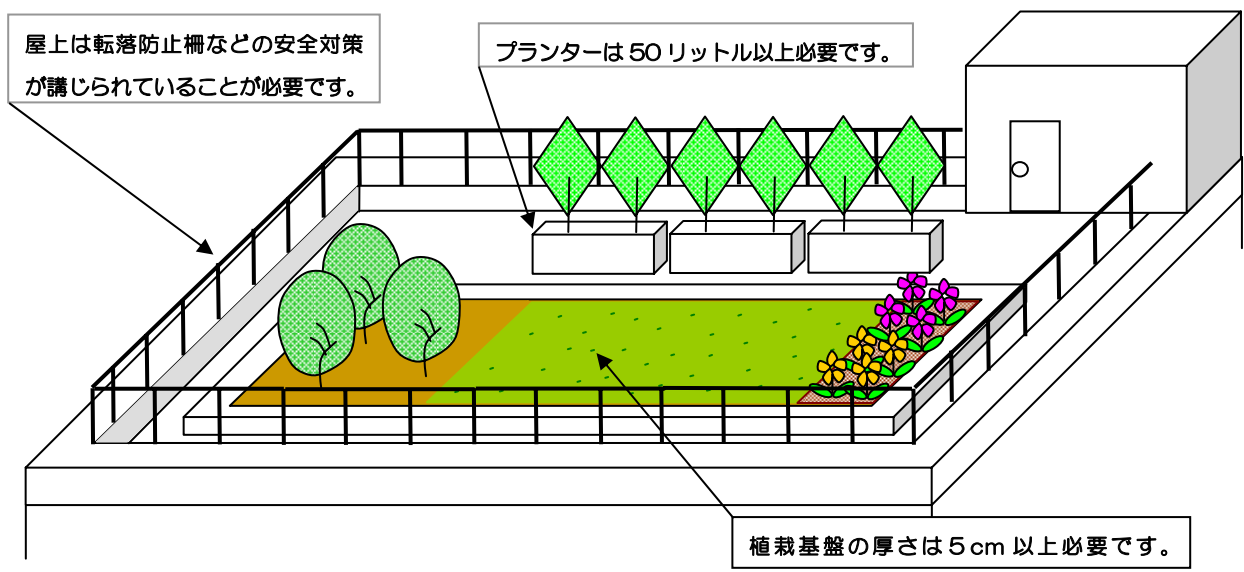 屋上は転落防止柵などの安全対策
が講じられていることが必要です。
プランターは50リットル以上必要です。
植栽基盤の厚さは5cm以上必要です。